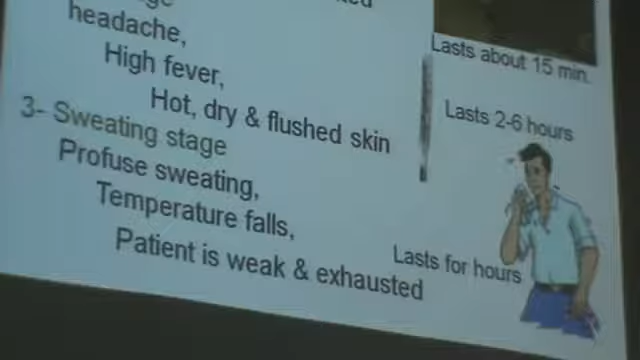 headache,
Lasts about 15 min.
High fever,
Hot, dry & flushed skin
Lasts 2-6 hours
3- Sweating stage
Profuse sweating,
Temperature falls,
Patient is weak & exhausted
Lasts for hours